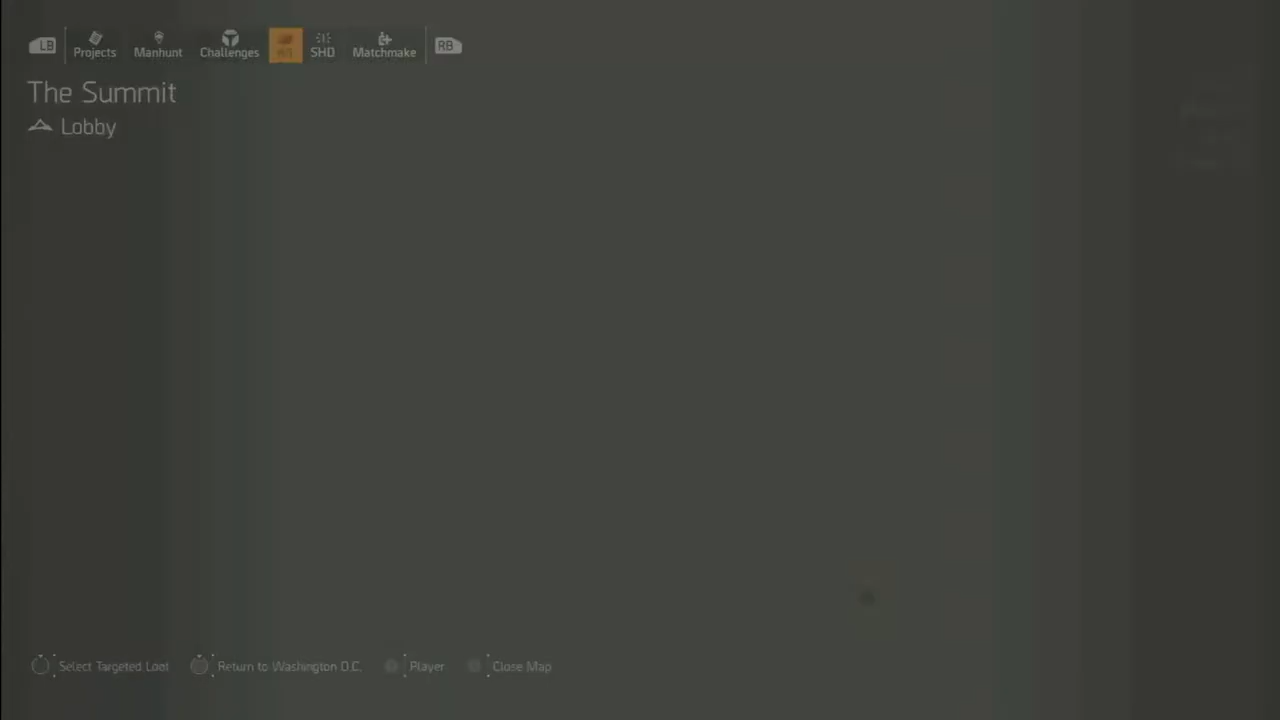 LB Projects Manhunt Challenges SHD Matchmake RB
The Summit
Lobby
Select Targeted Loot Return to Washington D.C. Player Close Map